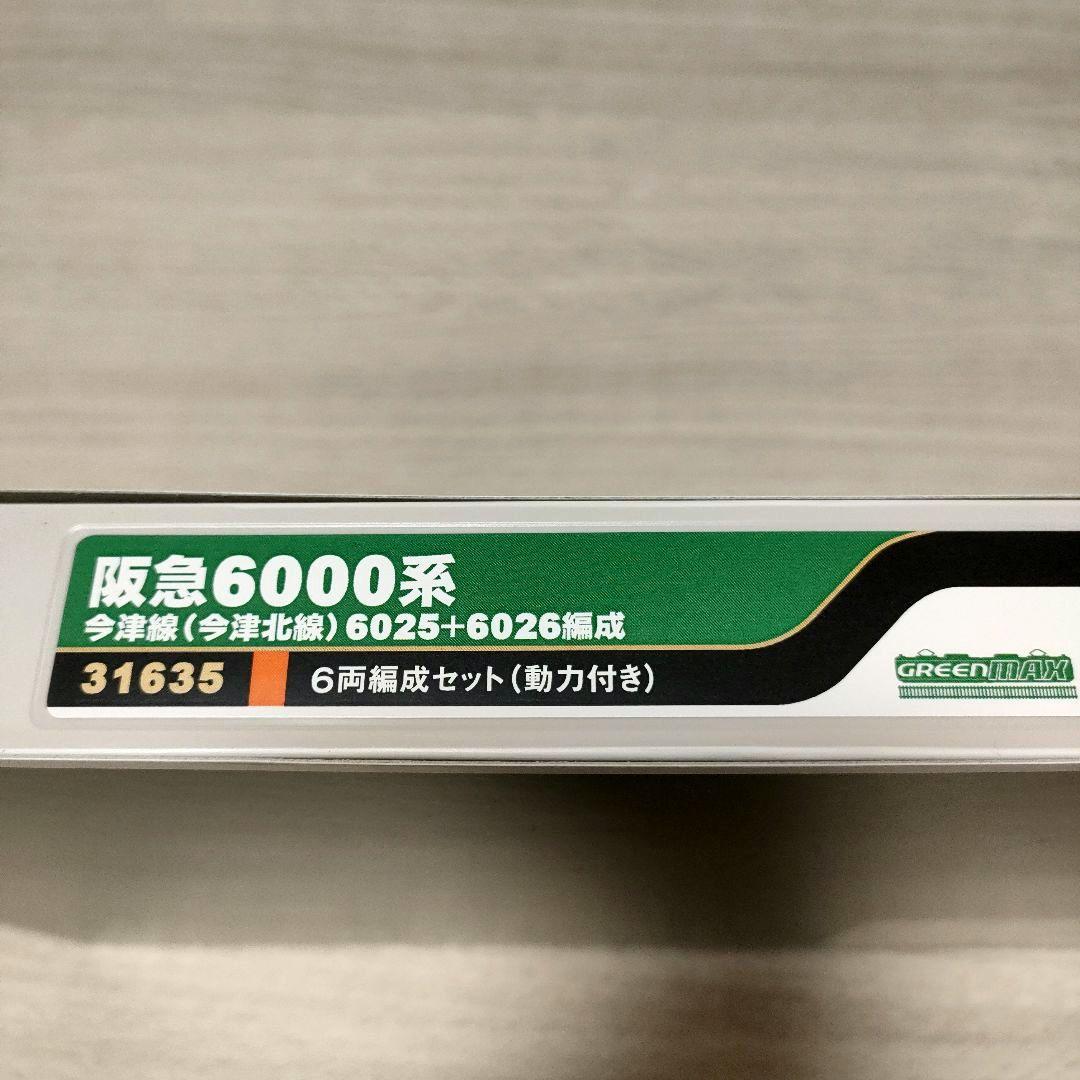 阪急6000系
今津線(今津北線)6025+6026編成
31635 6両編成セット(動力付き)
GREENMAX